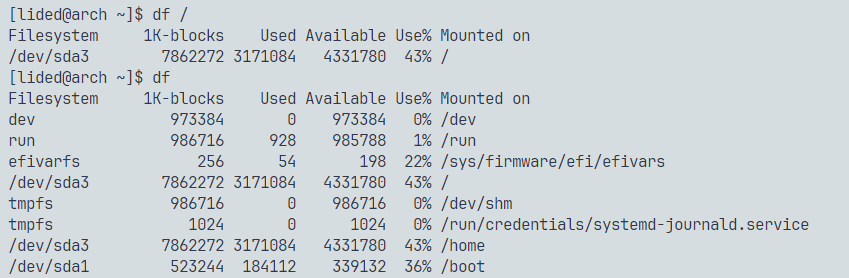 [lided@arch ~]$ df /
Filesystem     1K-blocks    Used Available Use% Mounted on
/dev/sda3        7862272 3171084   4331780  43% /
[lided@arch ~]$ df
Filesystem     1K-blocks    Used Available Use% Mounted on
dev               973384       0    973384   0% /dev
run               986716     928    985788   1% /run
efivarfs             256      54       198  22% /sys/firmware/efi/efivars
/dev/sda3        7862272 3171084   4331780  43% /
tmpfs             986716       0    986716   0% /dev/shm
tmpfs               1024       0      1024   0% /run/credentials/systemd-journald.service
/dev/sda3        7862272 3171084   4331780  43% /home
/dev/sda1         523244  184112    339132  36% /boot